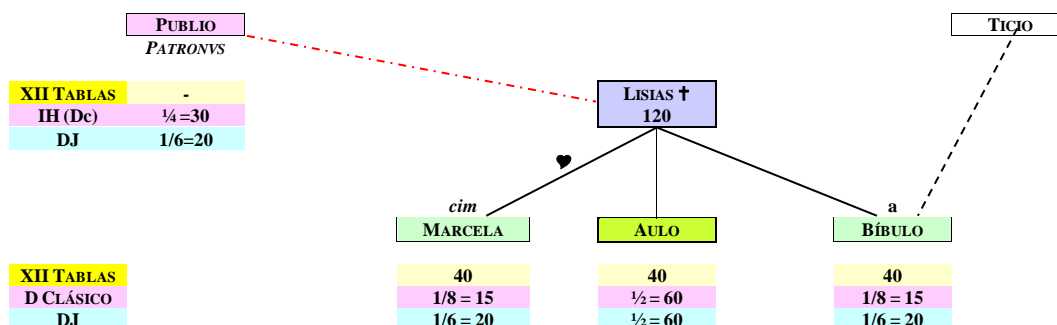 PUBLIO
TICIO
PATRONVS
XII TABLAS -
IH (Dc) ¼ =30
DJ 1/6=20
LISIAS ✝
120
cim a
MARCELA AULO BÍBULO
XII TABLAS 40 40 40
D CLÁSICO 1/8 = 15 ½ = 60 1/8 = 15
DJ 1/6 = 20 ½ = 60 1/6 = 20